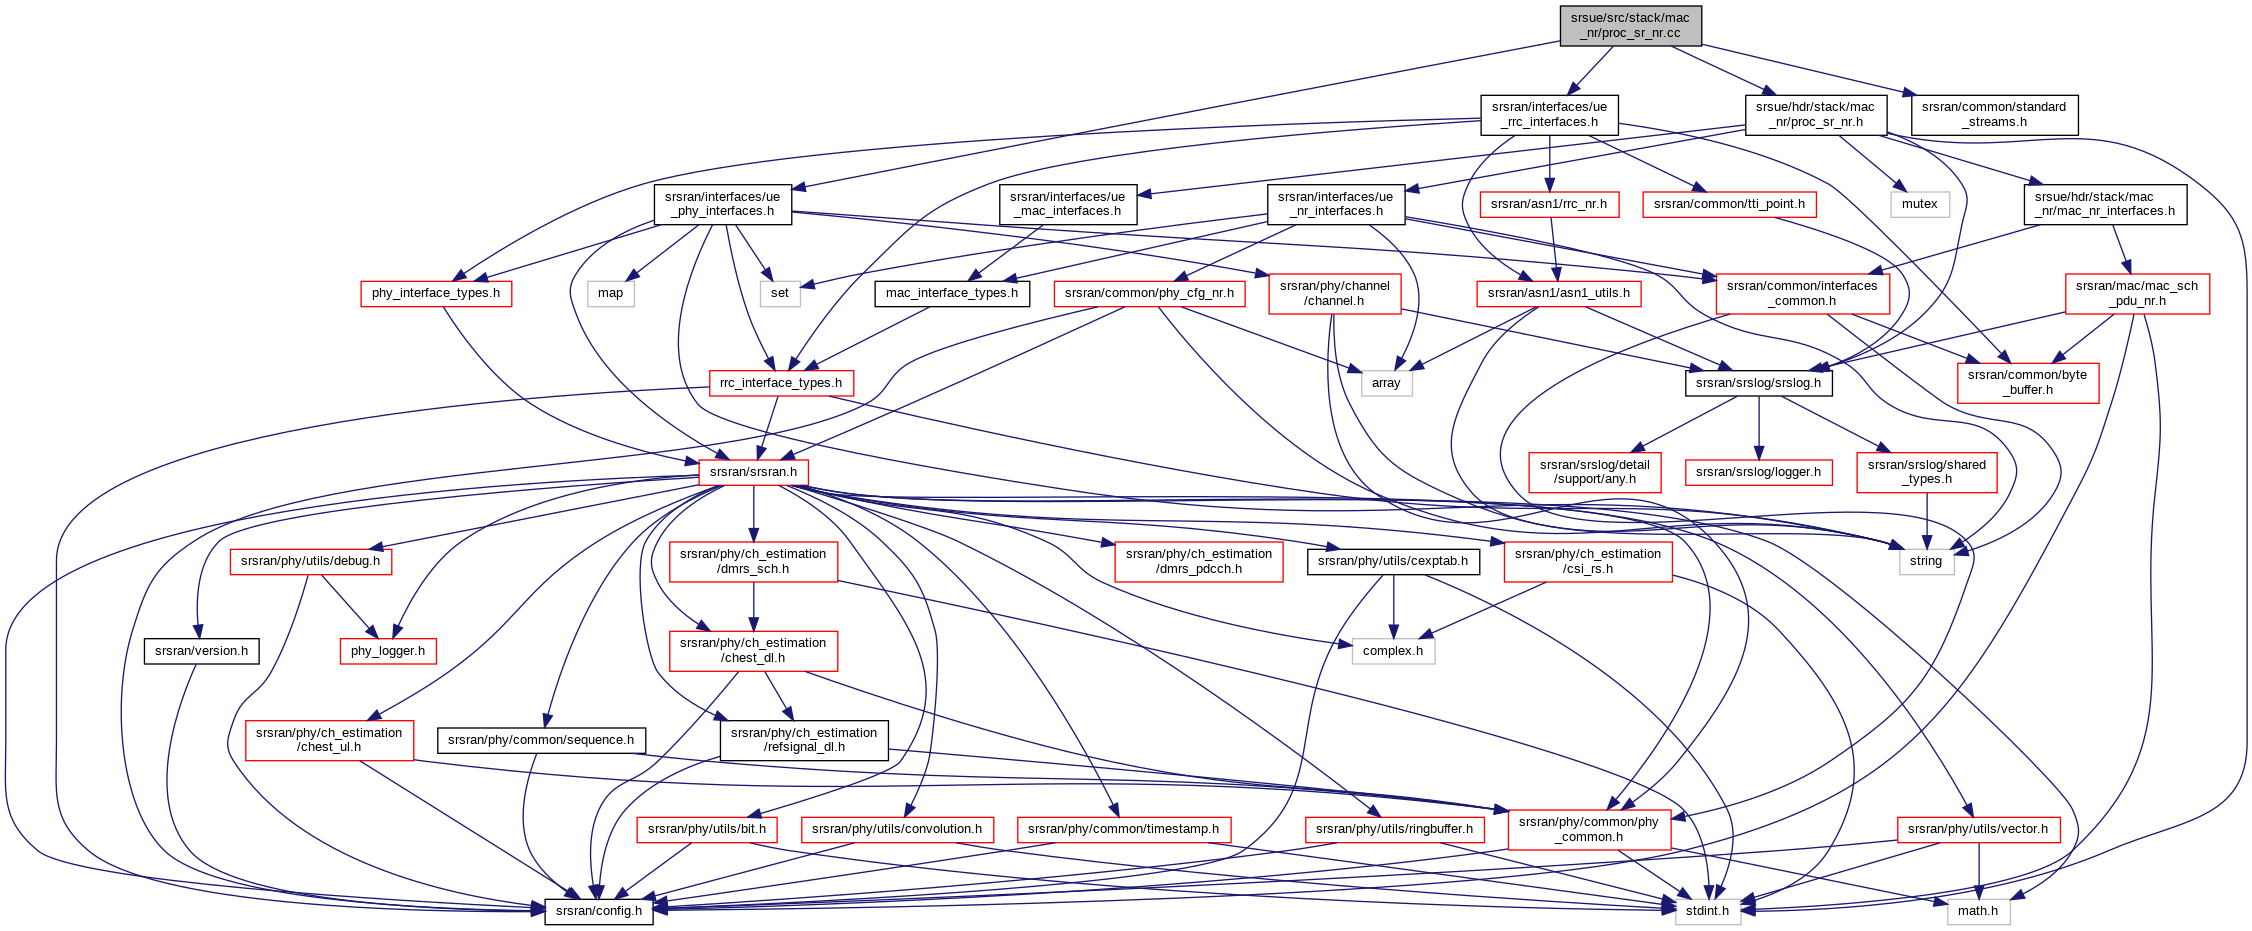 srsue/src/stack/mac
_nr/proc_sr_nr.cc
srsran/interfaces/ue
_rrc_interfaces.h
srsue/hdr/stack/mac
_nr/proc_sr_nr.h
srsran/common/standard
_streams.h
srsran/interfaces/ue
_phy_interfaces.h
srsran/interfaces/ue
_mac_interfaces.h
srsran/interfaces/ue
_nr_interfaces.h
srsran/asn1/rrc_nr.h
srsran/common/tti_point.h
mutex
srsue/hdr/stack/mac
_nr/mac_nr_interfaces.h
phy_interface_types.h
map
set
mac_interface_types.h
srsran/common/phy_cfg_nr.h
srsran/phy/channel
/channel.h
srsran/asn1/asn1_utils.h
srsran/common/interfaces
_common.h
srsran/mac/mac_sch
_pdu_nr.h
rrc_interface_types.h
array
srsran/srslog/srslog.h
srsran/common/byte
_buffer.h
srsran/srsran.h
srsran/srslog/detail
/support/any.h
srsran/srslog/logger.h
srsran/srslog/shared
_types.h
srsran/phy/utils/debug.h
srsran/phy/ch_estimation
/dmrs_sch.h
srsran/phy/ch_estimation
/dmrs_pdcch.h
srsran/phy/utils/cexptab.h
srsran/phy/ch_estimation
/csi_rs.h
string
srsran/version.h
phy_logger.h
srsran/phy/ch_estimation
/chest_dl.h
complex.h
srsran/phy/ch_estimation
/chest_ul.h
srsran/phy/common/sequence.h
srsran/phy/ch_estimation
/refsignal_dl.h
srsran/phy/utils/bit.h
srsran/phy/utils/convolution.h
srsran/phy/common/timestamp.h
srsran/phy/utils/ringbuffer.h
srsran/phy/common/phy
_common.h
srsran/phy/utils/vector.h
srsran/config.h
stdint.h
math.h